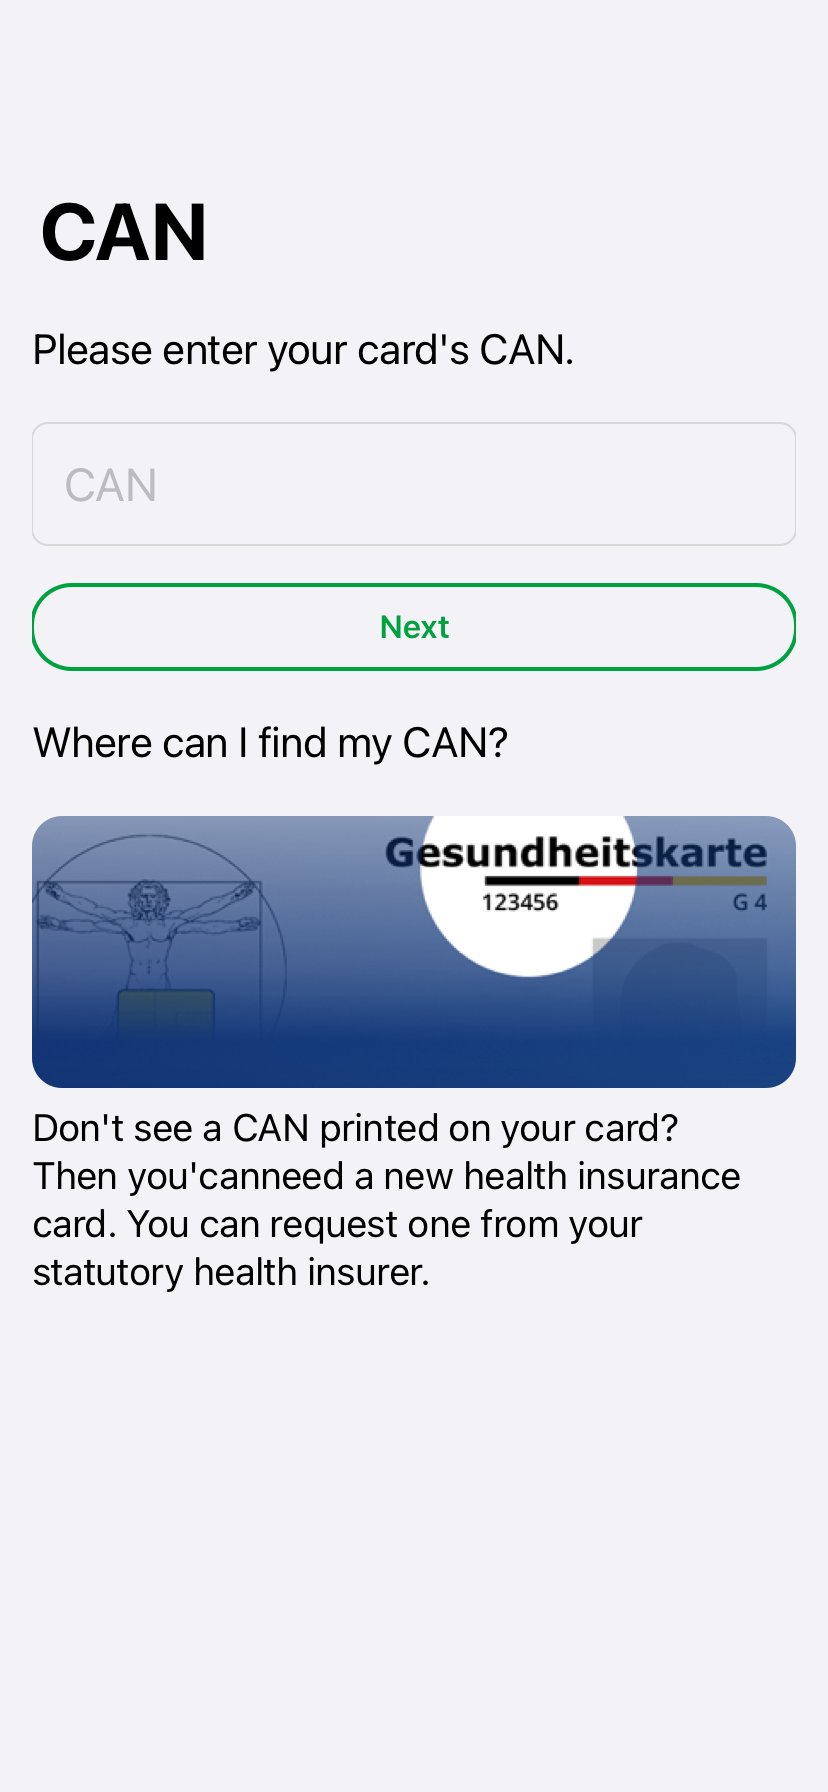 CAN
Please enter your card's CAN.
CAN
Next
Where can I find my CAN?
Gesundheitskarte
123456 G 4
Don't see a CAN printed on your card?
Then you'canneed a new health insurance
card. You can request one from your
statutory health insurer.